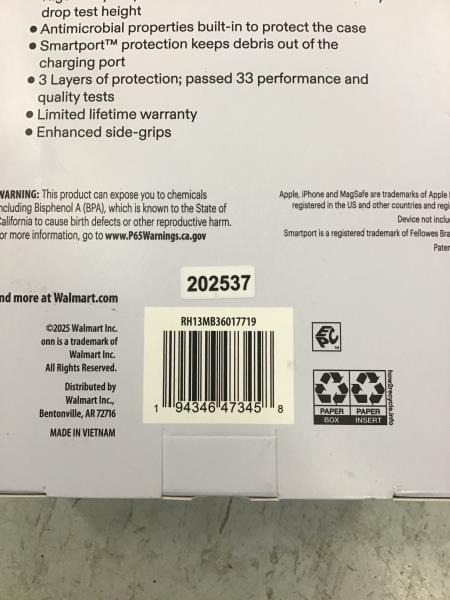 drop test height
• Antimicrobial properties built-in to protect the case
• Smartport™ protection keeps debris out of the
charging port
• 3 Layers of protection; passed 33 performance and
quality tests
• Limited lifetime warranty
• Enhanced side-grips
WARNING: This product can expose you to chemicals
including Bisphenol A (BPA), which is known to the State of
California to cause birth defects or other reproductive harm.
For more information, go to www.P65Warnings.ca.gov
Apple, iPhone and MagSafe are trademarks of Apple
registered in the US and other countries and
Device not
Smartport is a registered trademark of Fellowes
202537
more at Walmart.com
©2025 Walmart Inc.
onn is a trademark of
Walmart Inc.
All Rights Reserved.
Distributed by
Walmart Inc.,
Bentonville, AR 72716
MADE IN VIETNAM
RH13MB36017719
1 94346 47345 8
EPC™
PAPER PAPER
BOX INSERT
how2recycle.info